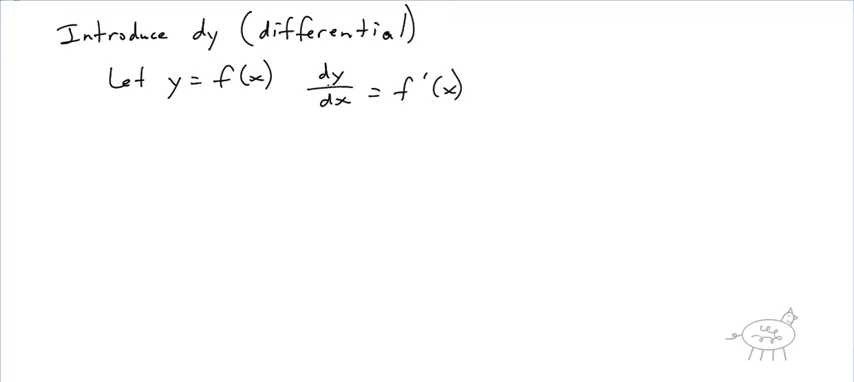 Introduce dy (differential)
Let y = f(x) dy/dx = f'(x)